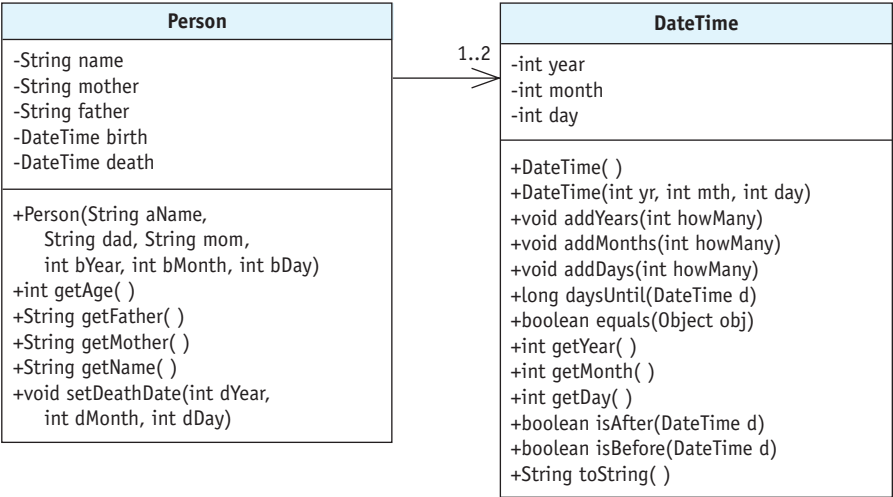 Person
-String name
-String mother
-String father
-DateTime birth
-DateTime death
+Person(String aName,
String dad, String mom,
int bYear, int bMonth, int bDay)
+int getAge( )
+String getFather( )
+String getMother( )
+String getName( )
+void setDeathDate(int dYear,
int dMonth, int dDay)
1..2
DateTime
-int year
-int month
-int day
+DateTime( )
+DateTime(int yr, int mth, int day)
+void addYears(int howMany)
+void addMonths(int howMany)
+void addDays(int howMany)
+long daysUntil(DateTime d)
+boolean equals(Object obj)
+int getYear( )
+int getMonth( )
+int getDay( )
+boolean isAfter(DateTime d)
+boolean isBefore(DateTime d)
+String toString( )